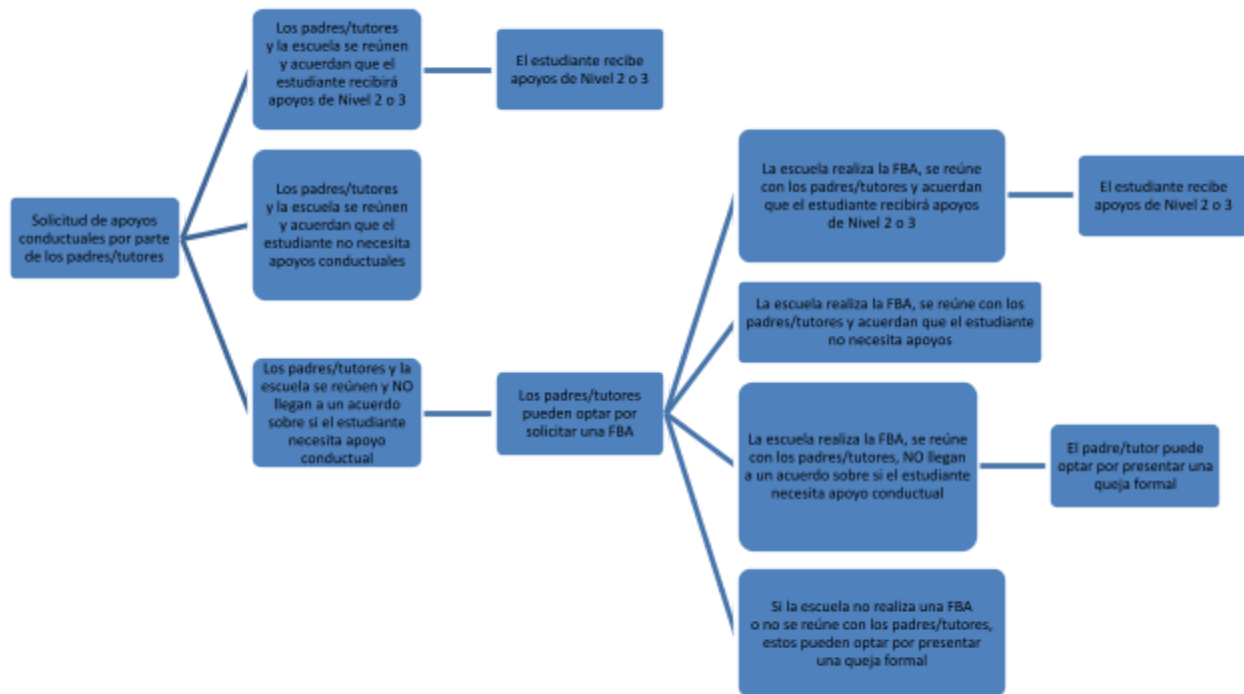 Solicitud de apoyos
conductuales por parte
de los padres/tutores
Los padres/tutores
y la escuela se reúnen
y acuerdan que el
estudiante recibirá
apoyos de Nivel 2 o 3
El estudiante recibe
apoyos de Nivel 2 o 3
Los padres/tutores
y la escuela se reúnen
y acuerdan que el
estudiante no necesita
apoyos conductuales
Los padres/tutores y la
escuela se reúnen y NO
llegan a un acuerdo
sobre si el estudiante
necesita apoyo
conductual
Los padres/tutores
pueden optar por
solicitar una FBA
La escuela realiza la FBA, se reúne
con los padres/tutores y acuerdan
que el estudiante recibirá apoyos
de Nivel 2 o 3
El estudiante recibe
apoyos de Nivel 2 o 3
La escuela realiza la FBA, se reúne con los
padres/tutores y acuerdan que el estudiante
no necesita apoyos
La escuela realiza la FBA, se reúne
con los padres/tutores, NO llegan
a un acuerdo sobre si el estudiante
necesita apoyo conductual
El padre/tutor puede
optar por presentar una
queja formal
Si la escuela no realiza una FBA
o no se reúne con los padres/tutores,
estos pueden optar por presentar
una queja formal